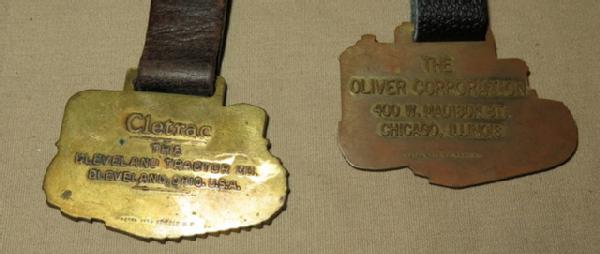 Cletrac
THE
CLEVELAND TRACTOR CO.
CLEVELAND, OHIO. U.S.A.
THE
OLIVER CORPORATION
400 W. MADISON ST.
CHICAGO, ILLINOIS